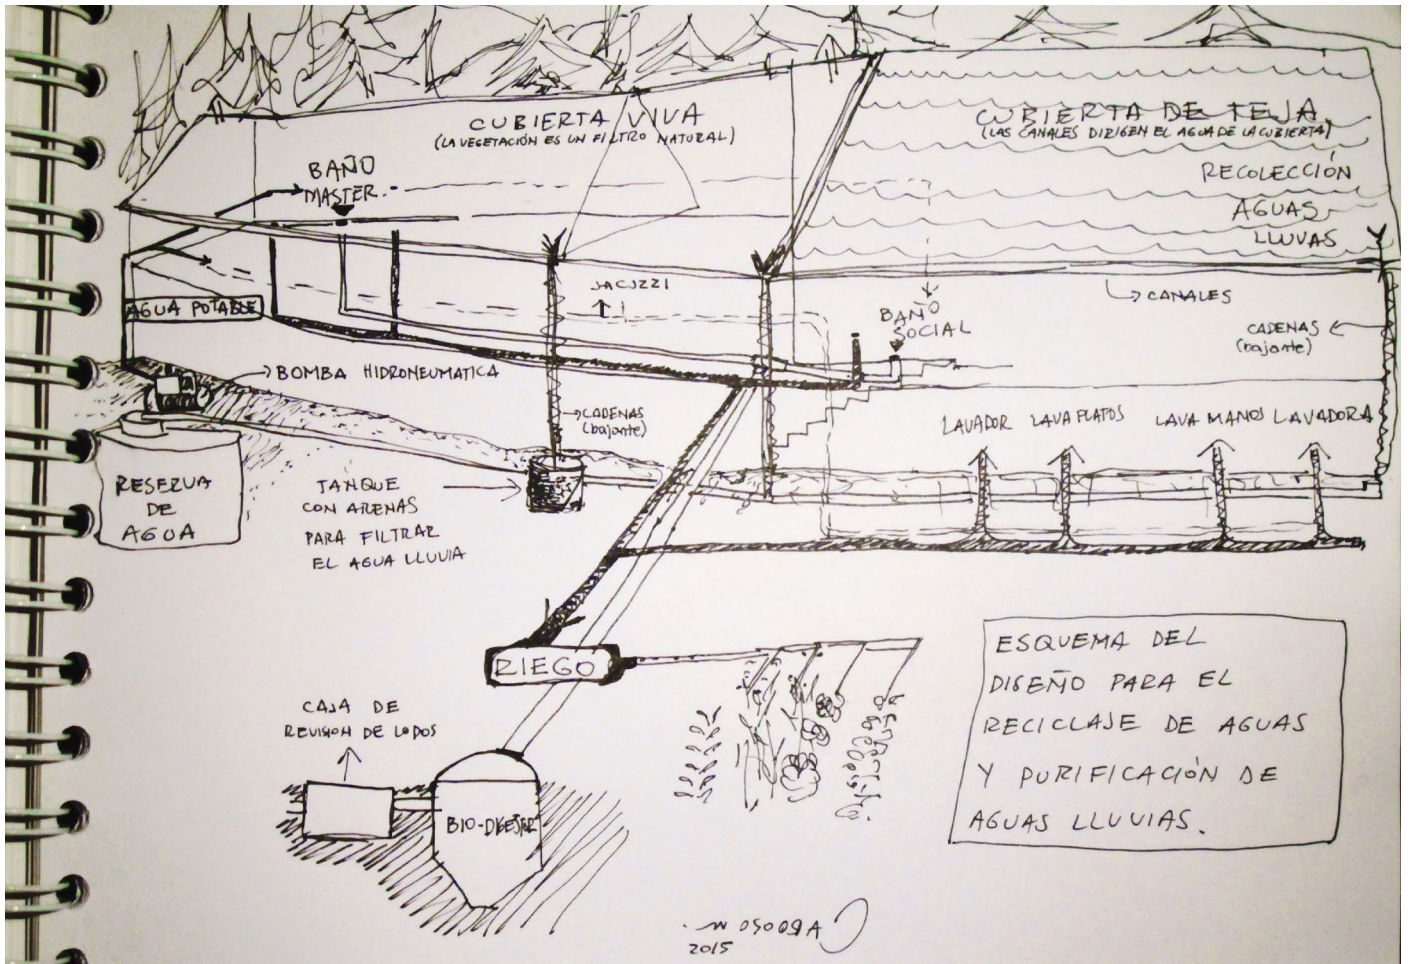 CUBIERTA VIVA
(LA VEGETACIÓN ES UN FILTRO NATURAL)
CUBIERTA DE TEJA
(LAS CANALES DIRIGEN EL AGUA DE LA CUBIERTA)
RECOLECCIÓN
AGUAS
LLUVAS
BAÑO
MASTER
AGUA POTABLE
JACUZZI
BAÑO
SOCIAL
CANALES
CADENAS
(bajante)
BOMBA HIDRONEUMATICA
CADENAS
(bajante)
LAVADOR LAVAPLATOS LAVA MANOS LAVADORA
RESERVA
DE
AGUA
TANQUE
CON ARENAS
PARA FILTRAR
EL AGUA LLUVIA
RIEGO
CAJA DE
REVISION DE LODOS
BIO-DIGESTOR
ESQUEMA DEL
DISEÑO PARA EL
RECICLAJE DE AGUAS
Y PURIFICACIÓN DE
AGUAS LLUVIAS.
2015